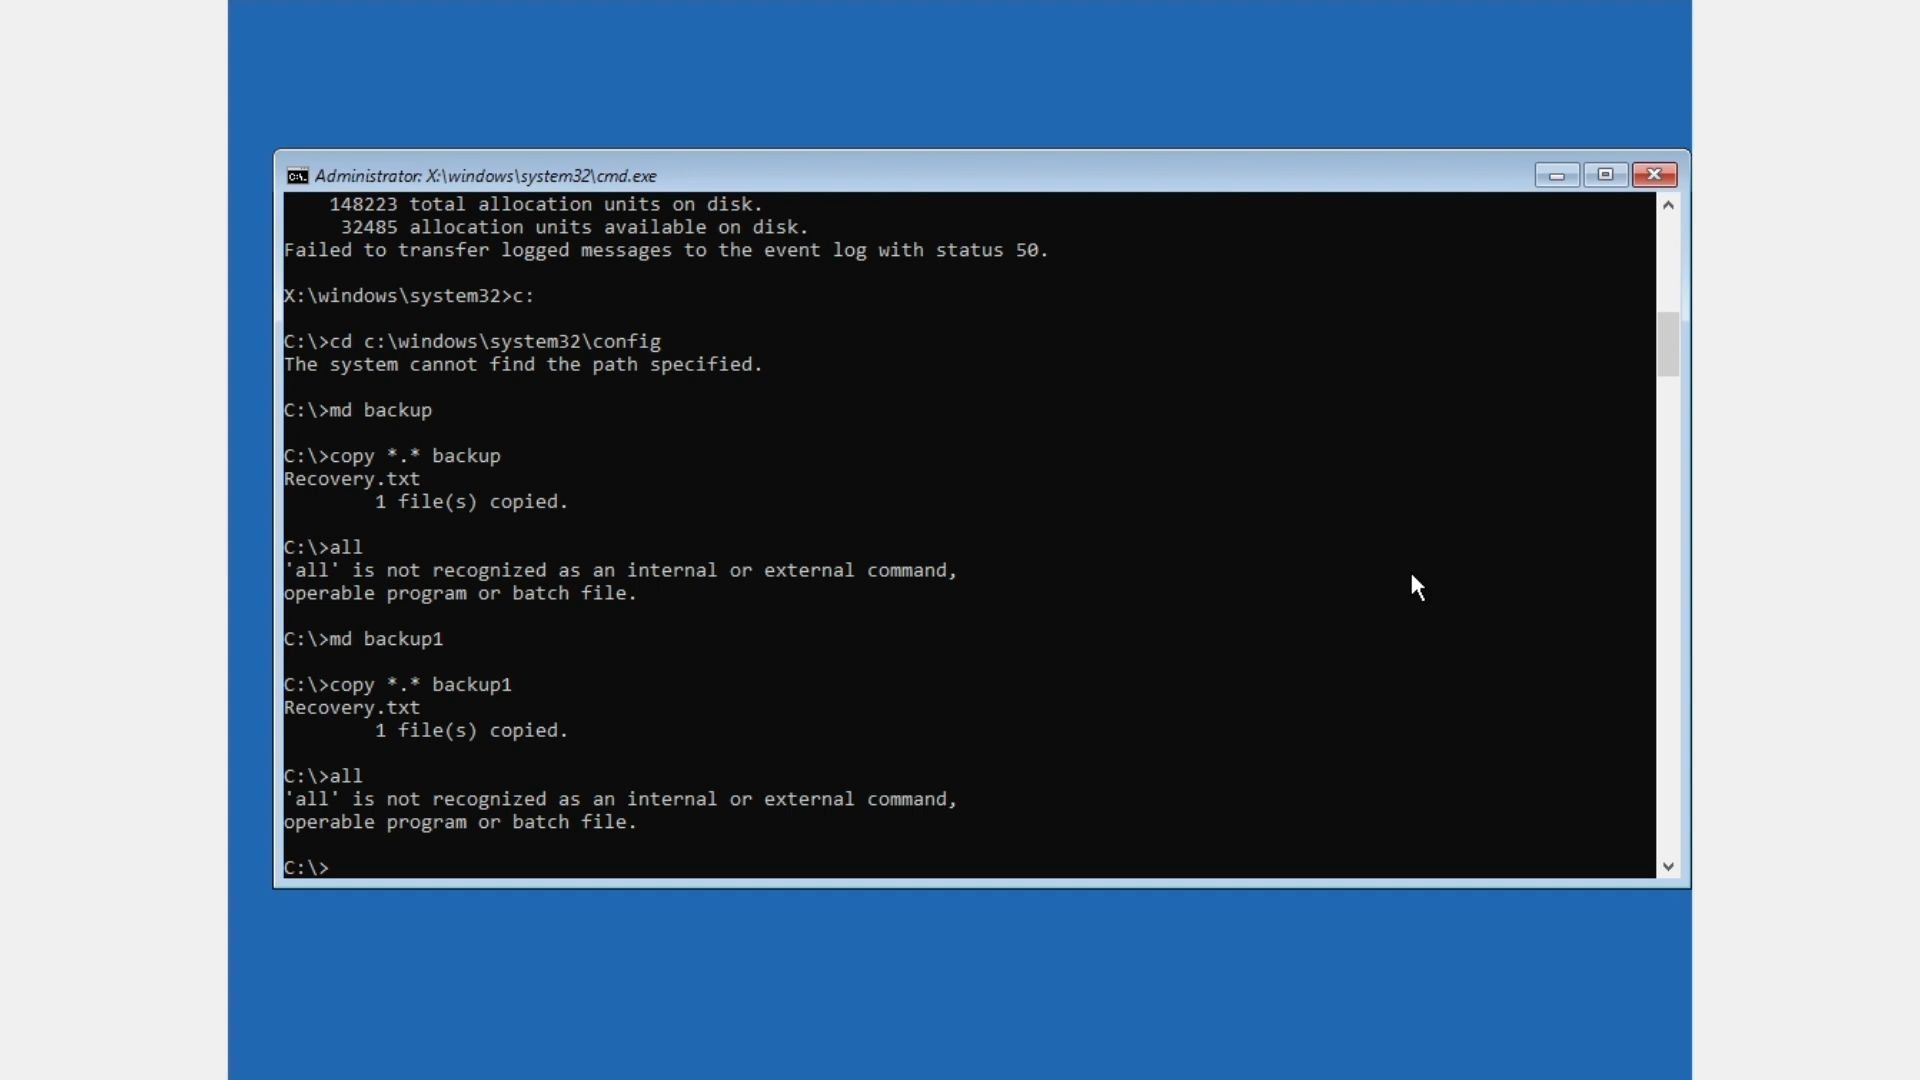 Administrator: X:\windows\system32\cmd.exe
148223 total allocation units on disk.
32485 allocation units available on disk.
Failed to transfer logged messages to the event log with status 50.
X:\windows\system32>c:
C:\>cd c:\windows\system32\config
The system cannot find the path specified.
C:\>md backup
C:\>copy *.* backup
Recovery.txt
1 file(s) copied.
C:\>all
'all' is not recognized as an internal or external command,
operable program or batch file.
C:\>md backup1
C:\>copy *.* backup1
Recovery.txt
1 file(s) copied.
C:\>all
'all' is not recognized as an internal or external command,
operable program or batch file.
C:\>